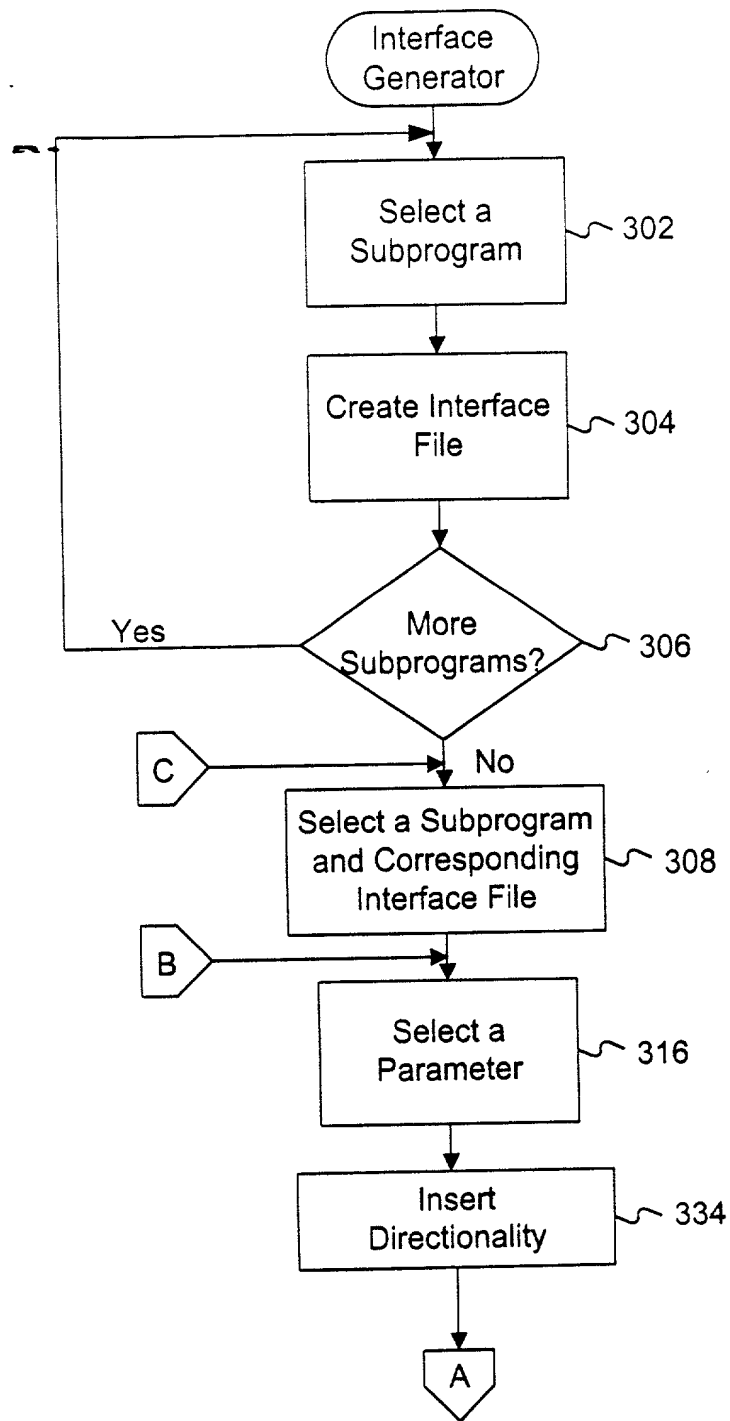 Interface
Generator
Select a
Subprogram
302
Create Interface
File
304
Yes
More
Subprograms?
306
C
No
Select a Subprogram
and Corresponding
Interface File
308
B
Select a
Parameter
316
Insert
Directionality
334
A